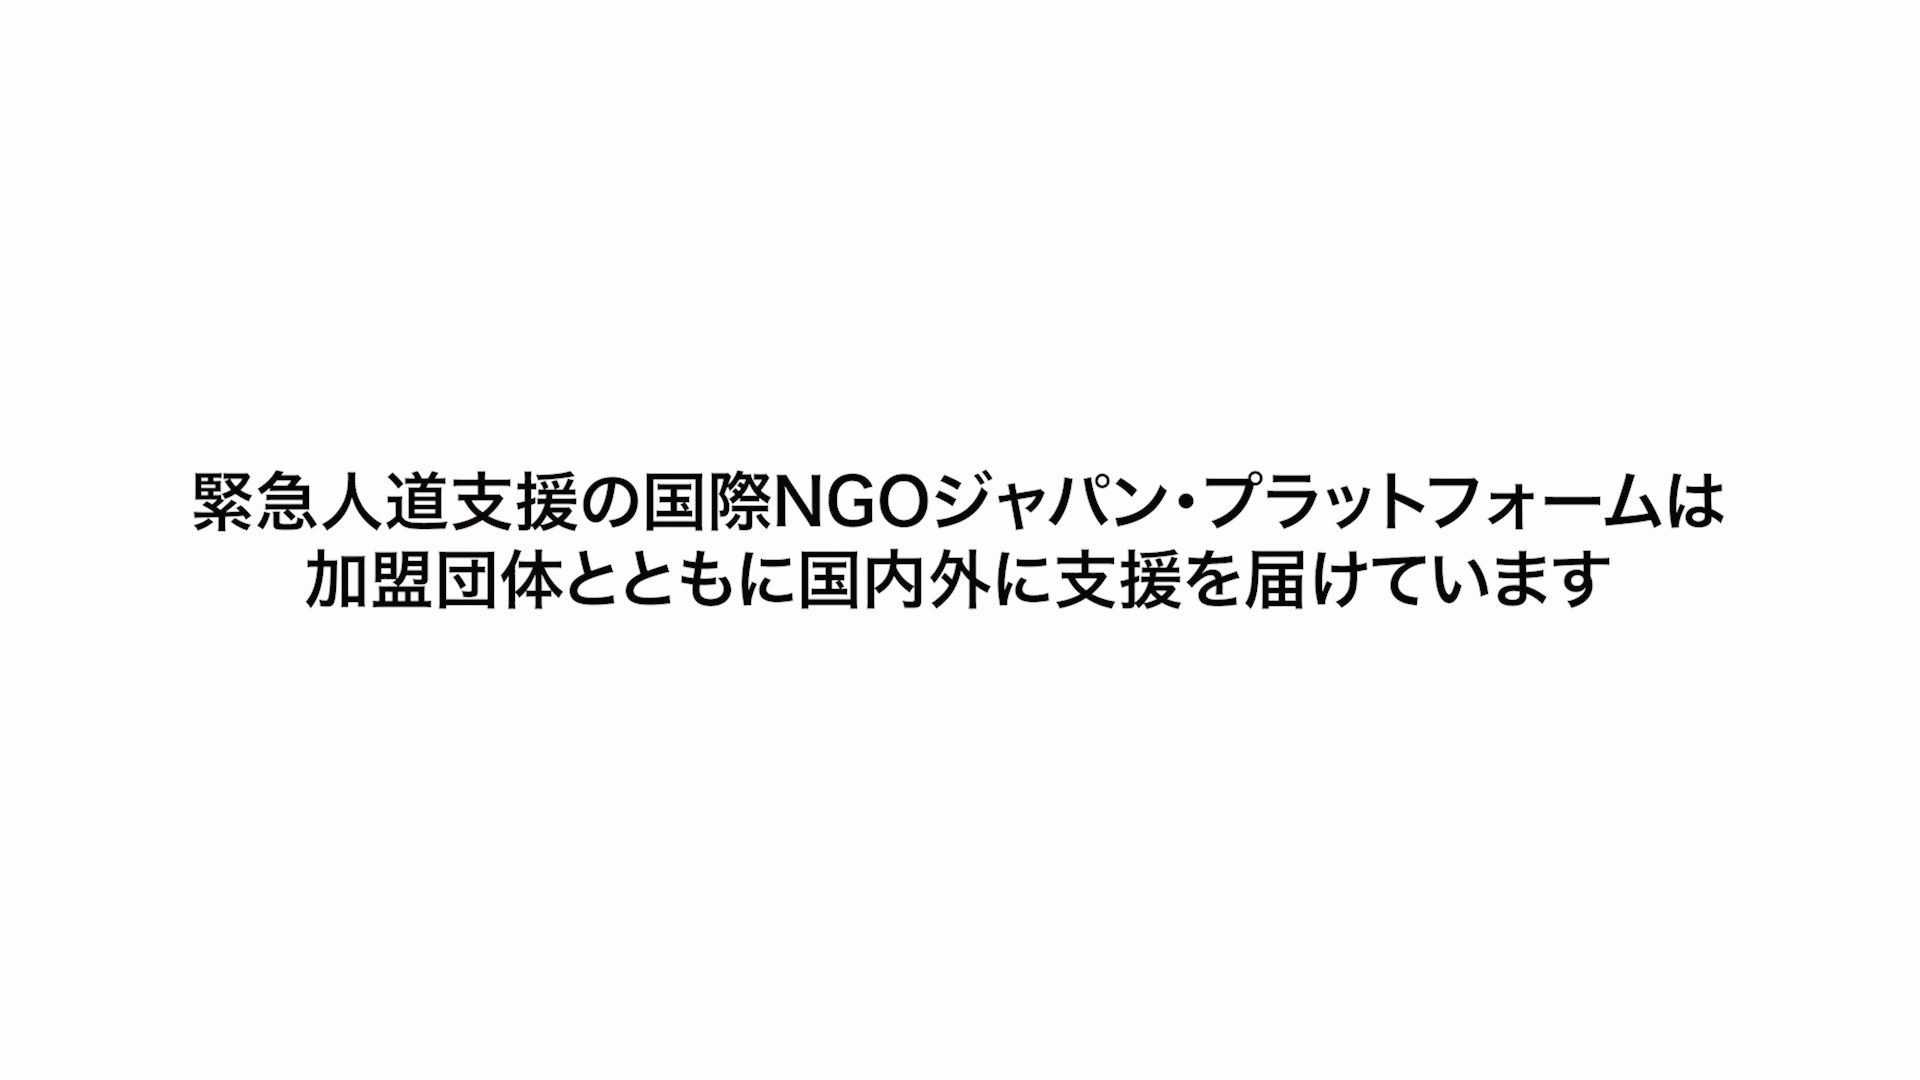 緊急人道支援の国際NGOジャパン・プラットフォームは
加盟団体とともに国内外に支援を届けています